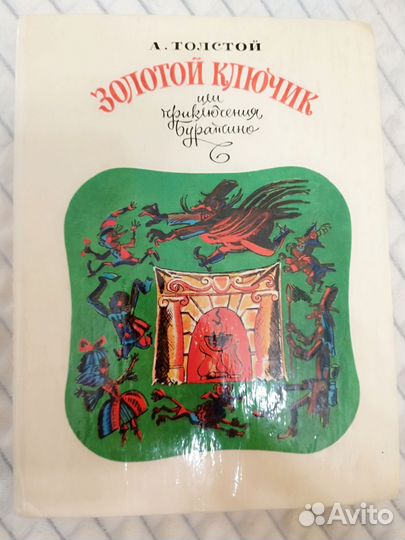 А. ТОЛСТОЙ
ЗОЛОТОЙ КЛЮЧИК
или
приключения
Буратино
Avito